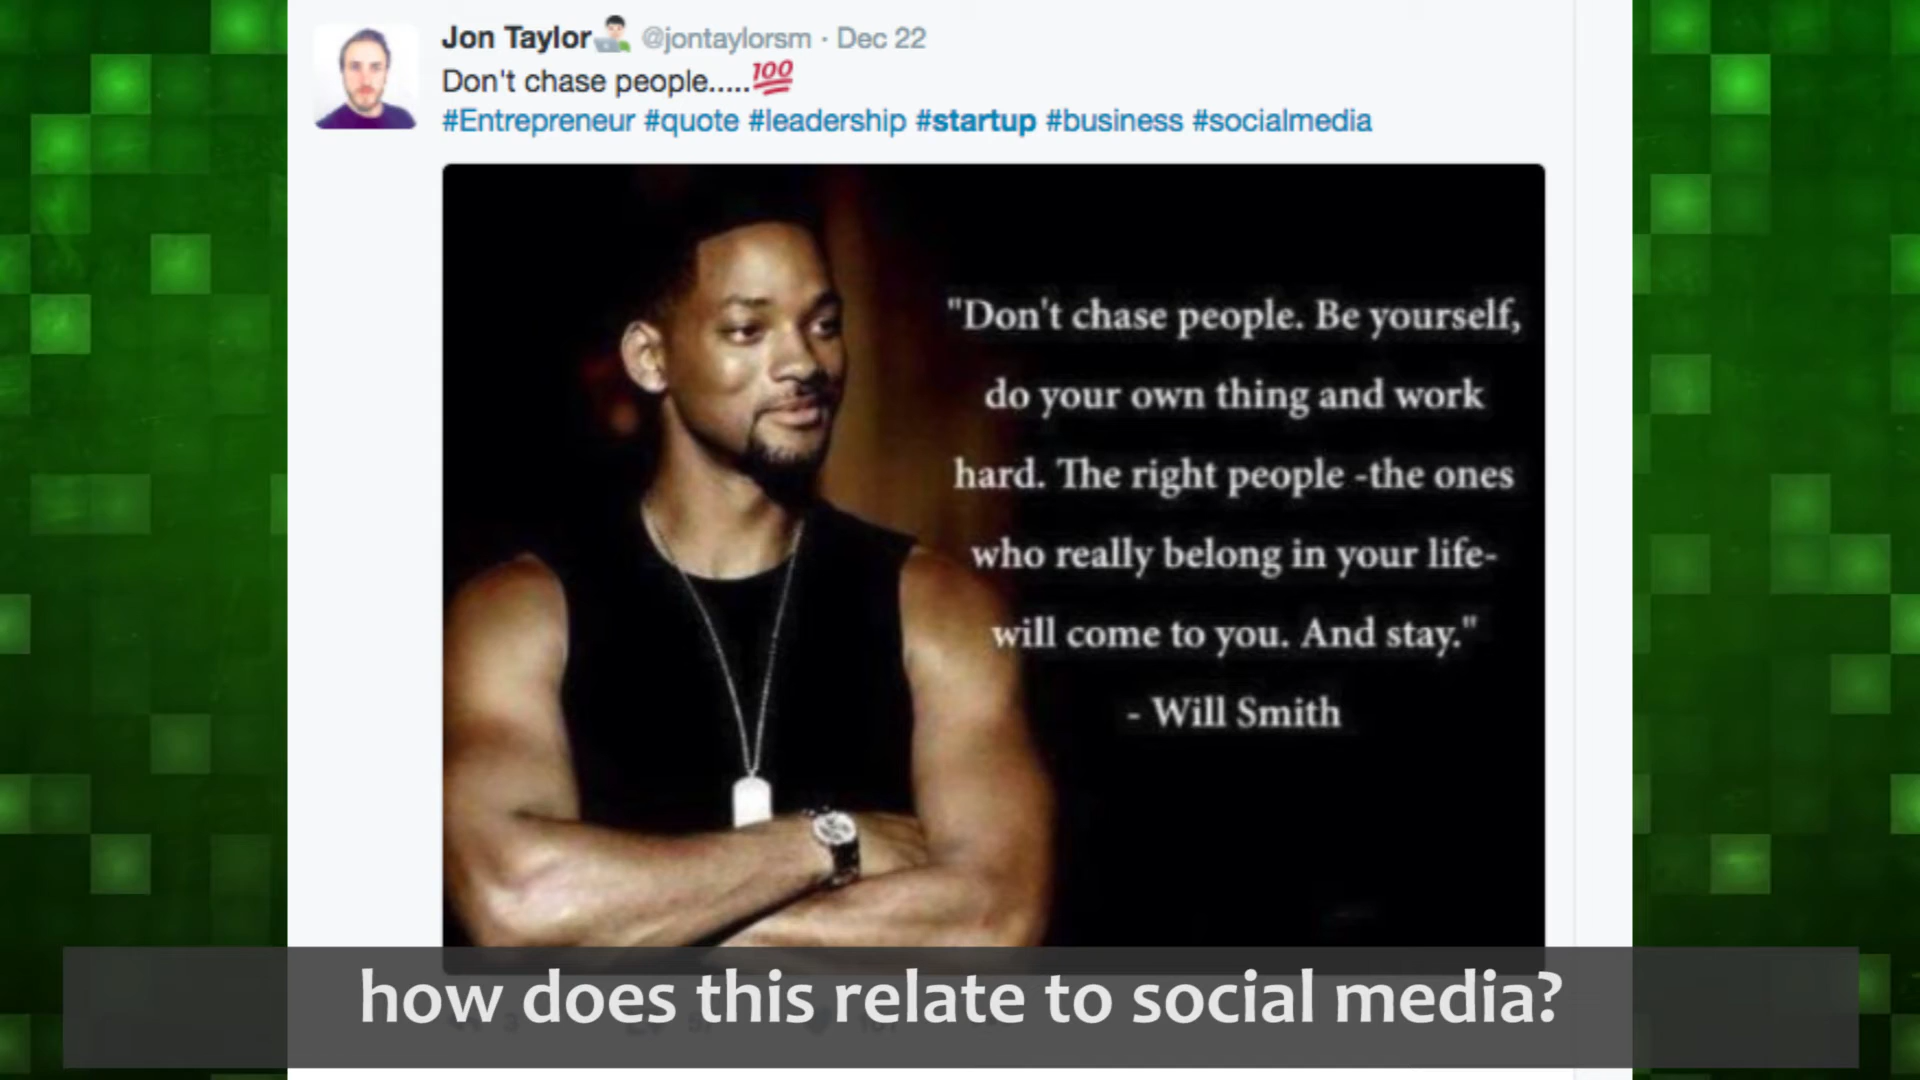 Jon Taylor @jontaylorsm · Dec 22
Don't chase people.....💯
#Entrepreneur #quote #leadership #startup #business #socialmedia
"Don't chase people. Be yourself,
do your own thing and work
hard. The right people -the ones
who really belong in your life-
will come to you. And stay."
- Will Smith
how does this relate to social media?